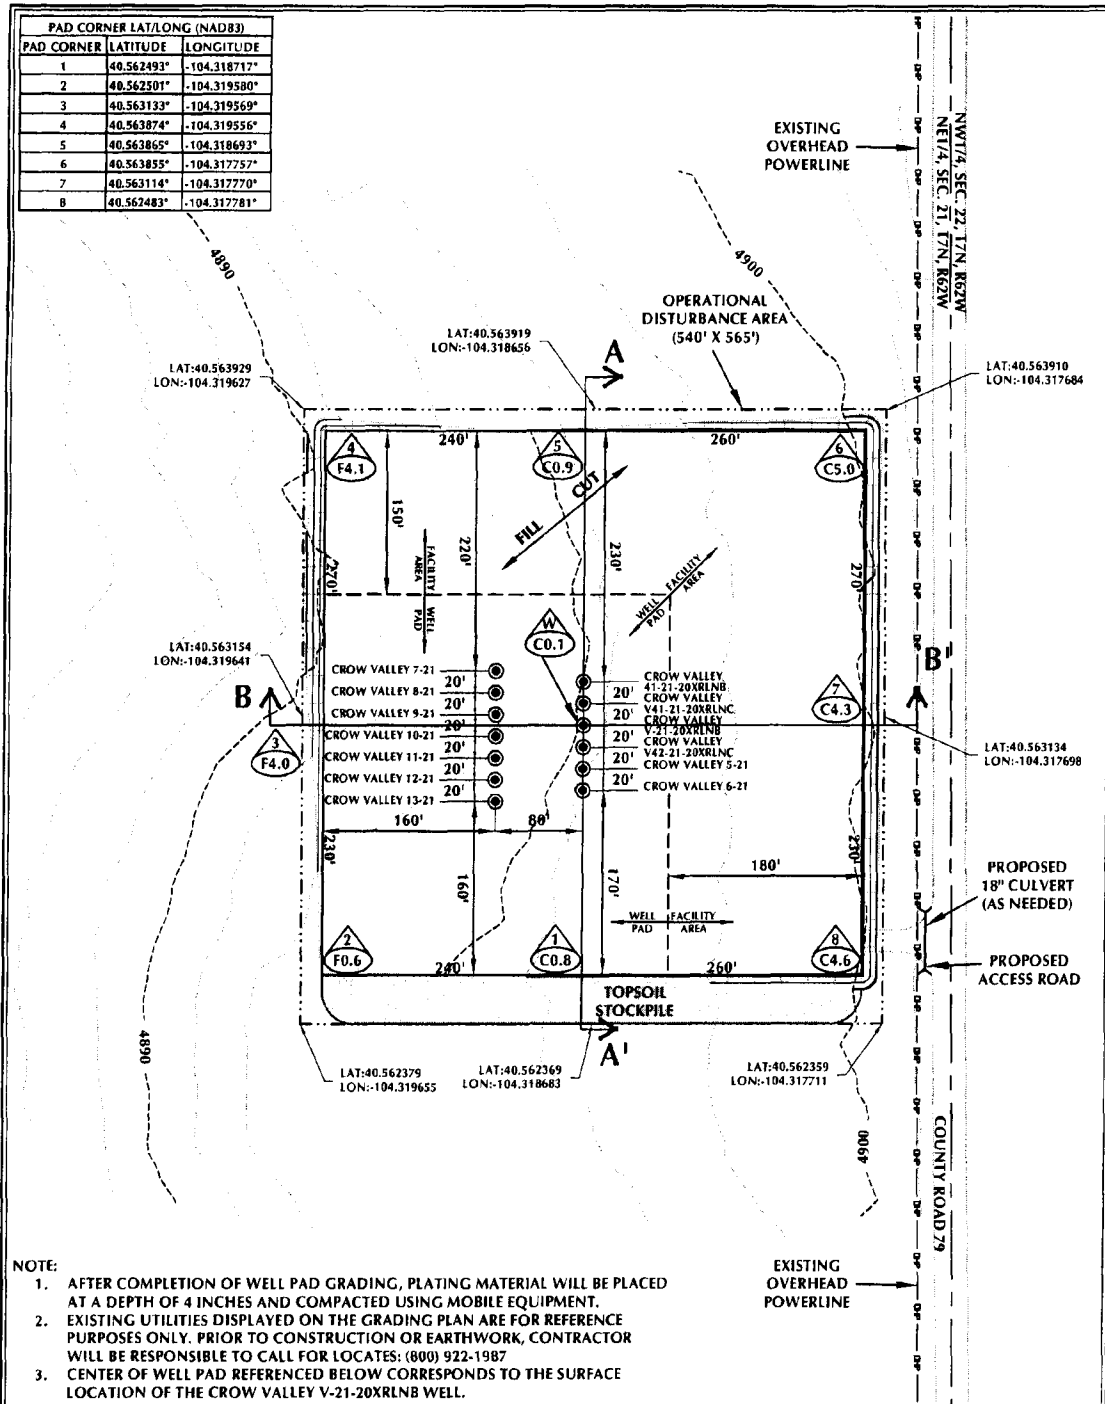 PAD CORNER LAT/LONG (NAD83)
PAD CORNER LATITUDE LONGITUDE
1 40.562493° -104.318717°
2 40.562501° -104.319580°
3 40.563133° -104.319569°
4 40.563874° -104.319556°
5 40.563865° -104.318693°
6 40.563855° -104.317757°
7 40.563114° -104.317770°
8 40.562483° -104.317781°
EXISTING
OVERHEAD
POWERLINE
NW1/4, SEC. 22, T7N, R62W
NE1/4, SEC. 21, T7N, R62W
4890
4900
OPERATIONAL
DISTURBANCE AREA
(540' X 565')
LAT:40.563919
LON:-104.318656
A
LAT:40.563929
LON:-104.319627
LAT:40.563910
LON:-104.317684
240'
260'
4
F4.1
5
C0.9
6
C5.0
CUT
FILL
150'
220'
230'
270'
270'
FACILITY
AREA
WELL
PAD
WELL
PAD
FACILITY
AREA
W
C0.1
LAT:40.563154
LON:-104.319641
B
B'
3
F4.0
7
C4.3
CROW VALLEY 7-21
20'
CROW VALLEY 8-21
20'
CROW VALLEY 9-21
20'
CROW VALLEY 10-21
20'
CROW VALLEY 11-21
20'
CROW VALLEY 12-21
20'
CROW VALLEY 13-21
CROW VALLEY
41-21-20XRLNB
20'
CROW VALLEY
V41-21-20XRLNC
20'
CROW VALLEY
V-21-20XRLNB
20'
CROW VALLEY
V42-21-20XRLNC
20'
CROW VALLEY 5-21
20'
CROW VALLEY 6-21
LAT:40.563134
LON:-104.317698
160'
80'
230'
160'
170'
180'
230'
WELL
PAD
FACILITY
AREA
PROPOSED
18" CULVERT
(AS NEEDED)
PROPOSED
ACCESS ROAD
2
F0.6
1
C0.8
8
C4.6
240'
260'
TOPSOIL
STOCKPILE
A'
LAT:40.562379
LON:-104.319655
LAT:40.562369
LON:-104.318683
LAT:40.562359
LON:-104.317711
4890
4900
COUNTY ROAD 79
EXISTING
OVERHEAD
POWERLINE
NOTE:
1. AFTER COMPLETION OF WELL PAD GRADING, PLATING MATERIAL WILL BE PLACED
AT A DEPTH OF 4 INCHES AND COMPACTED USING MOBILE EQUIPMENT.
2. EXISTING UTILITIES DISPLAYED ON THE GRADING PLAN ARE FOR REFERENCE
PURPOSES ONLY. PRIOR TO CONSTRUCTION OR EARTHWORK, CONTRACTOR
WILL BE RESPONSIBLE TO CALL FOR LOCATES: (800) 922-1987
3. CENTER OF WELL PAD REFERENCED BELOW CORRESPONDS TO THE SURFACE
LOCATION OF THE CROW VALLEY V-21-20XRLNB WELL.